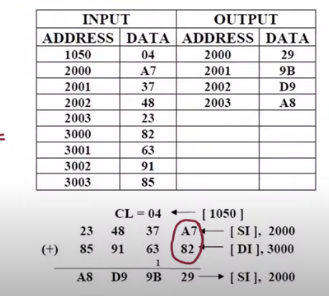 INPUT OUTPUT
ADDRESS DATA ADDRESS DATA
1050 04 2000 29
2000 A7 2001 9B
2001 37 2002 D9
2002 48 2003 A8
2003 23
3000 82
3001 63
3002 91
3003 85
CL = 04 ← [ 1050 ]
23 48 37 A7 ← [ SI ], 2000
(+) 85 91 63 82 ← [ DI ], 3000
1
A8 D9 9B 29 → [ SI ], 2000